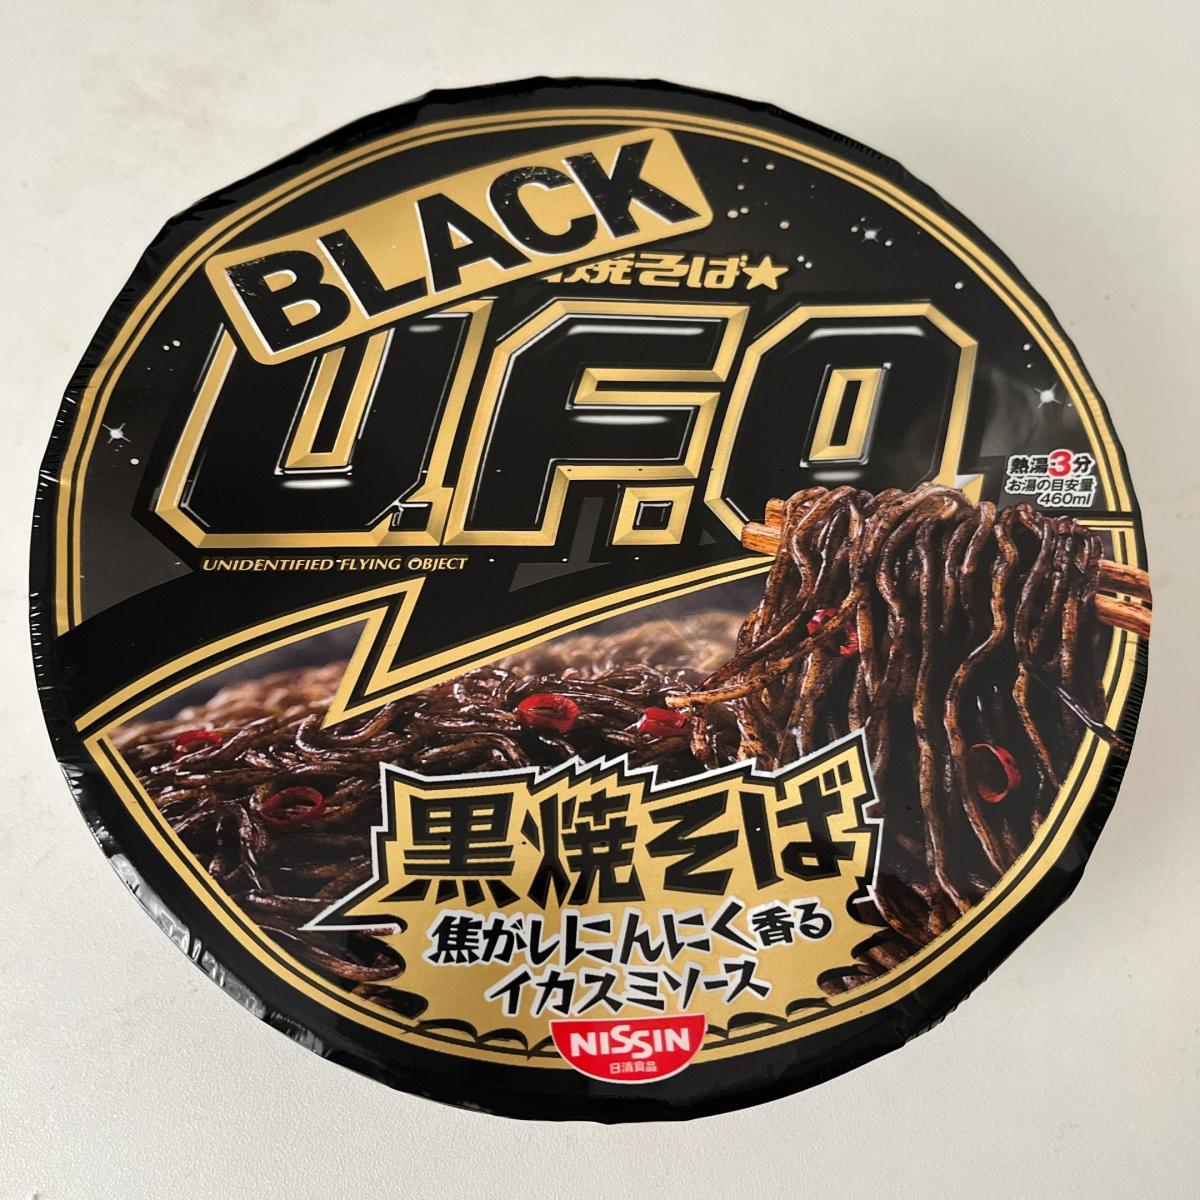 BLACK
焼そば★
U.F.O.
UNIDENTIFIED FLYING OBJECT
熱湯3分
お湯の目安量
460ml
黒焼そば
焦がしにんにく香る
イカスミソース
NISSIN
日清食品